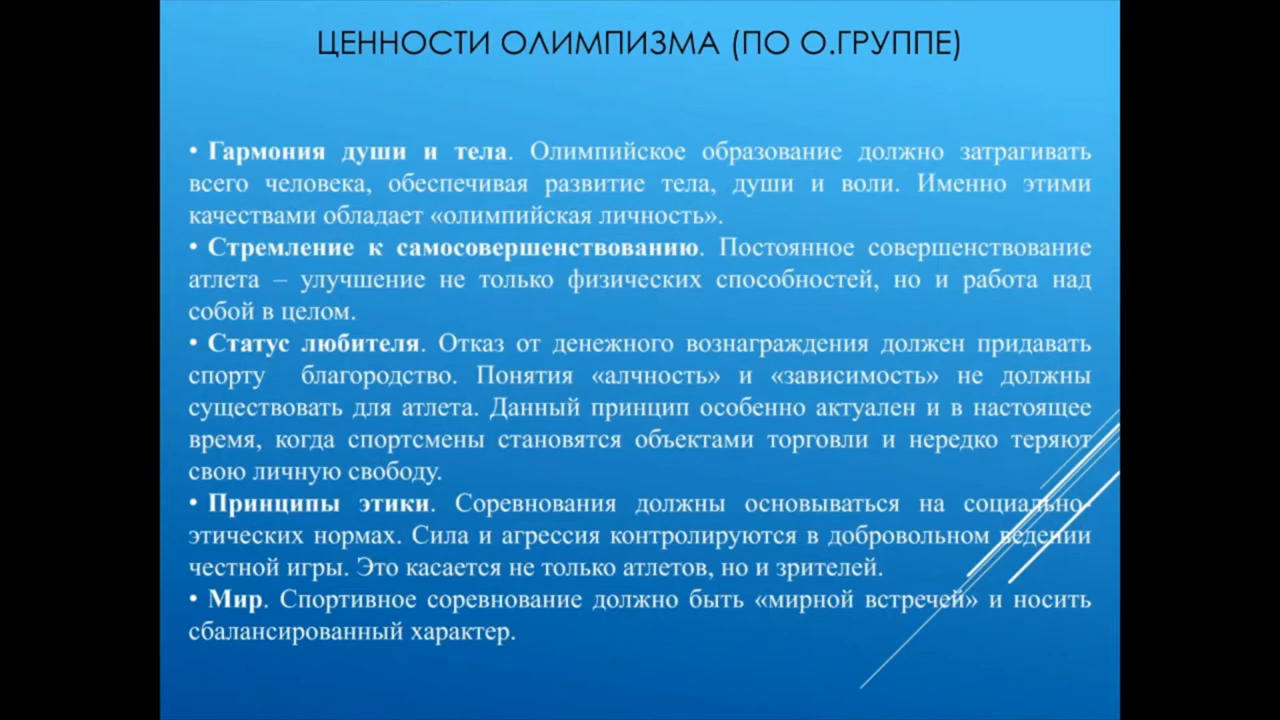 ЦЕННОСТИ ОЛИМПИЗМА (ПО О.ГРУППЕ)
• Гармония души и тела. Олимпийское образование должно затрагивать
всего человека, обеспечивая развитие тела, души и воли. Именно этими
качествами обладает «олимпийская личность».
• Стремление к самосовершенствованию. Постоянное совершенствование
атлета – улучшение не только физических способностей, но и работа над
собой в целом.
• Статус любителя. Отказ от денежного вознаграждения должен придавать
спорту благородство. Понятия «алчность» и «зависимость» не должны
существовать для атлета. Данный принцип особенно актуален и в настоящее
время, когда спортсмены становятся объектами торговли и нередко теряют
свою личную свободу.
• Принципы этики. Соревнования должны основываться на социально-
этических нормах. Сила и агрессия контролируются в добровольном ведении
честной игры. Это касается не только атлетов, но и зрителей.
• Мир. Спортивное соревнование должно быть «мирной встречей» и носить
сбалансированный характер.